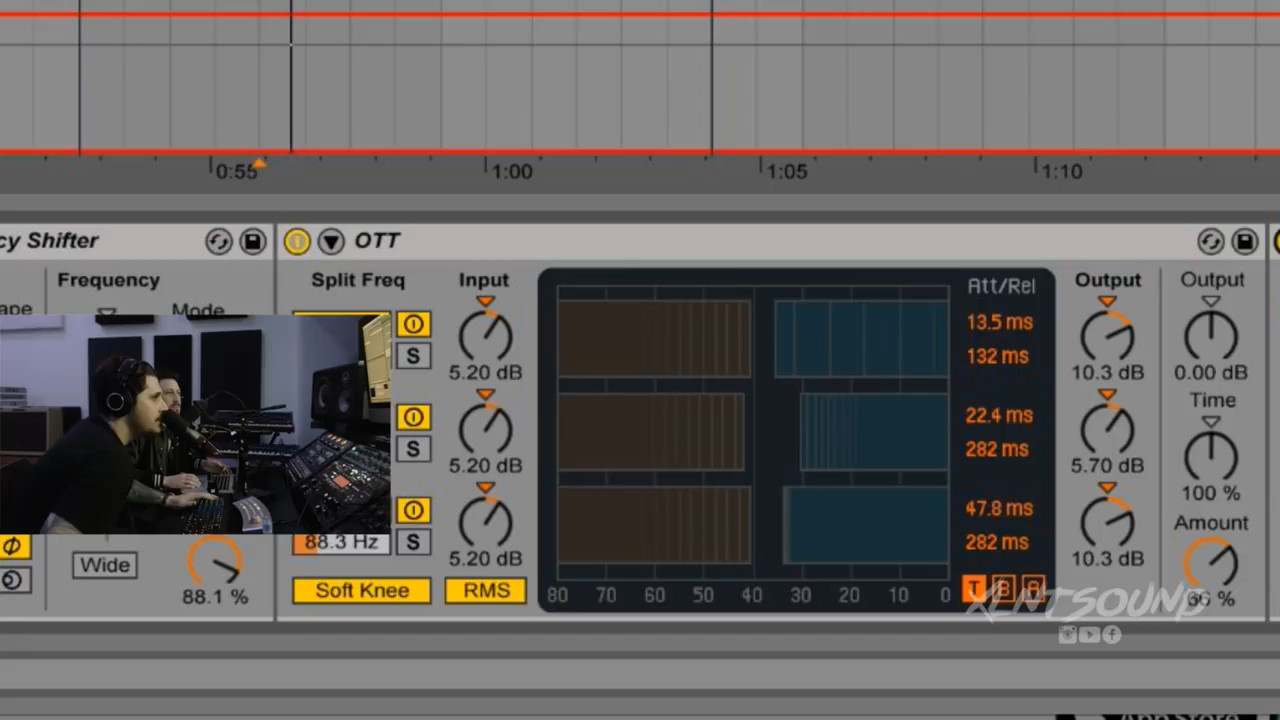 0:55 1:00 1:05 1:10
cy Shifter OTT
Frequency Split Freq Input Att/Rel Output Output
Mode
13.5 ms
S 5.20 dB 132 ms 10.3 dB 0.00 dB
Time
22.4 ms
S 5.20 dB 282 ms 5.70 dB
100 %
47.8 ms Amount
88.3 Hz S 5.20 dB 282 ms 10.3 dB
Wide
88.1 % Soft Knee RMS 80 70 60 50 40 30 20 10 0 T B A
XENTSOUND
App Store